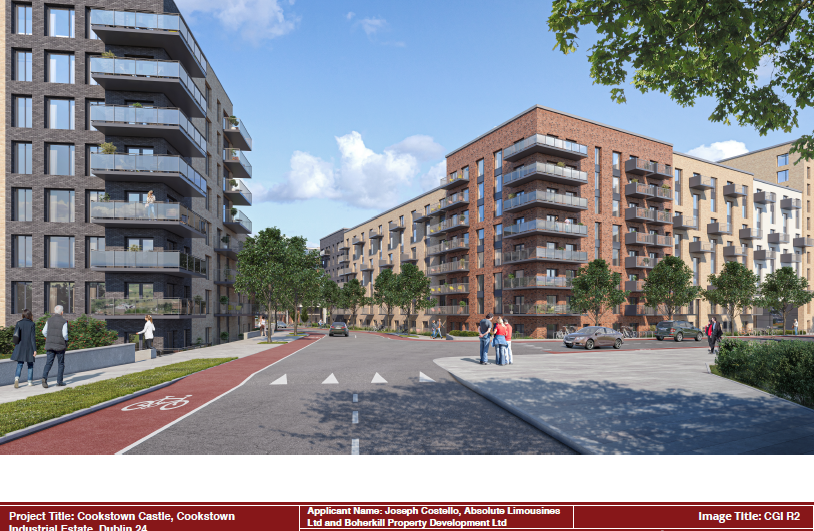 Project Title: Cookstown Castle, Cookstown
Industrial Estate, Dublin 24
Applicant Name: Joseph Costello, Absolute Limousines
Ltd and Boherkill Property Development Ltd
Image Title: CGI R2